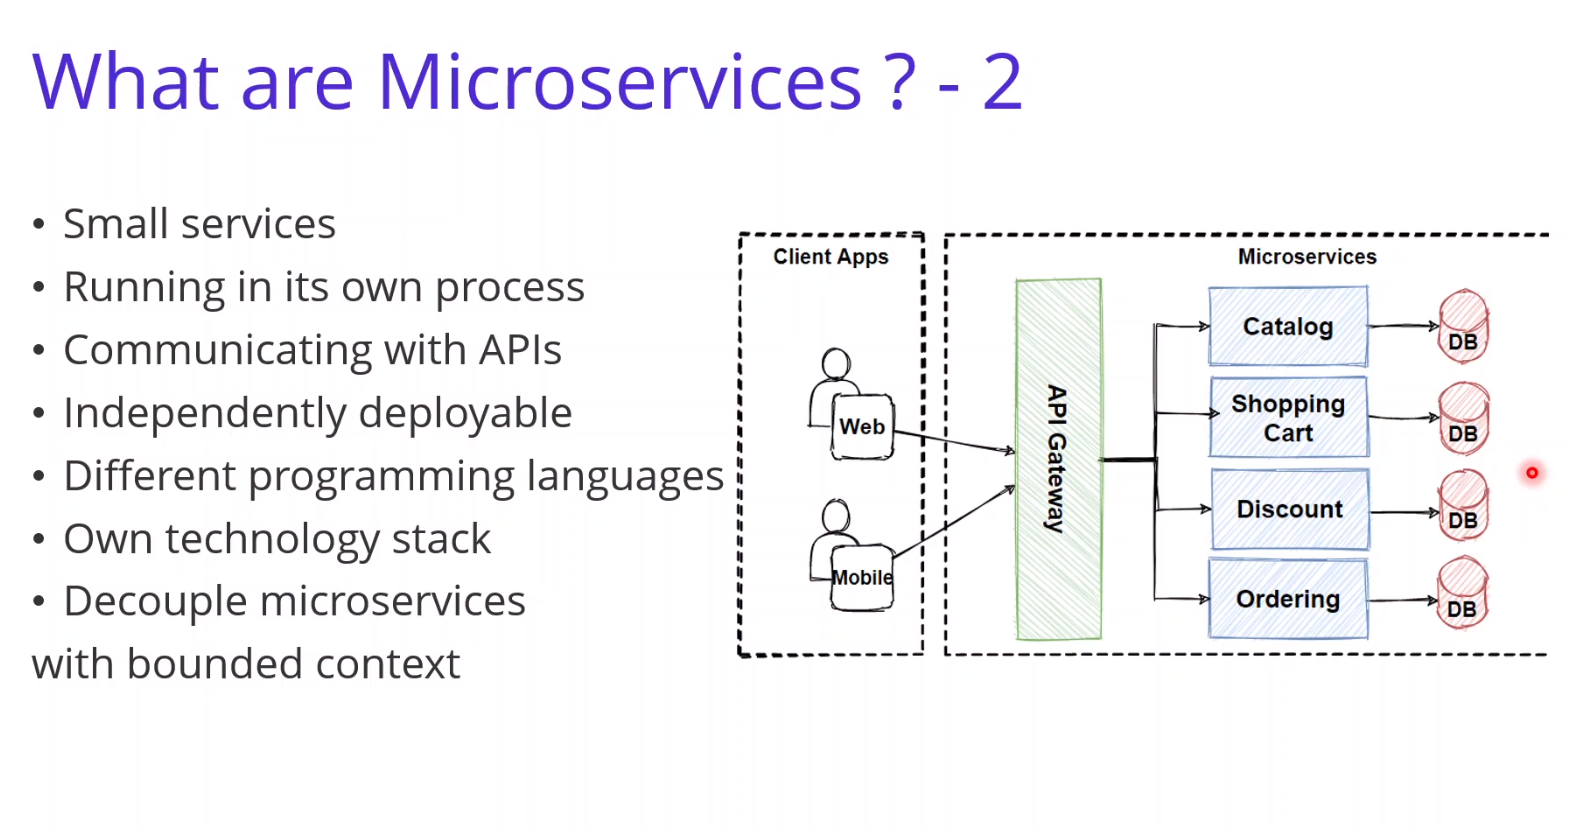 What are Microservices ? - 2
• Small services
• Running in its own process
• Communicating with APIs
• Independently deployable
• Different programming languages
• Own technology stack
• Decouple microservices
with bounded context
Client Apps
Web
Mobile
Microservices
API Gateway
Catalog
DB
Shopping
Cart
DB
Discount
DB
Ordering
DB